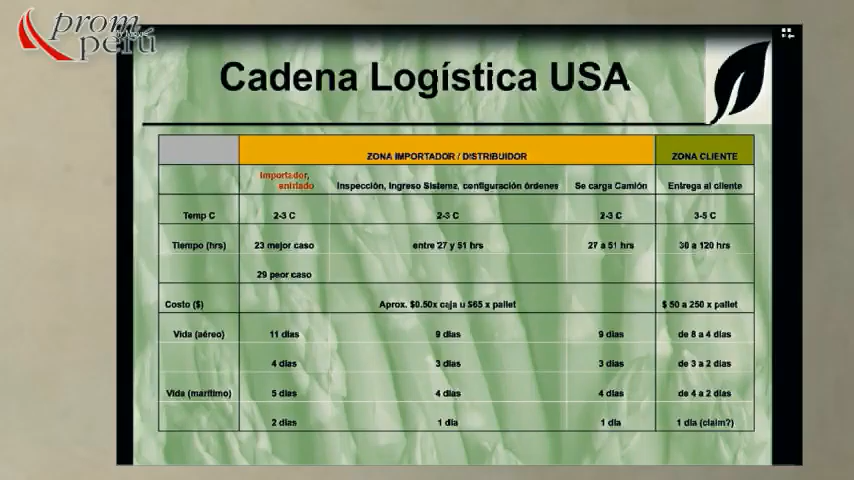 prom
perú
Cadena Logística USA
ZONA IMPORTADOR / DISTRIBUIDOR ZONA CLIENTE
Importador, enfriado Inspección, Ingreso Sistema, configuración órdenes Se carga Camión Entrega al cliente
Temp C 2-3 C 2-3 C 2-3 C 3-5 C
Tiempo (hrs) 23 mejor caso entre 27 y 51 hrs 27 a 51 hrs 30 a 120 hrs
29 peor caso
Costo ($) Aprox. $0.50x caja u $65 x pallet $ 50 a 250 x pallet
Vida (aéreo) 11 días 9 días 9 días de 8 a 4 días
4 días 3 días 3 días de 3 a 2 días
Vida (marítimo) 5 días 4 días 4 días de 4 a 2 días
2 días 1 día 1 día 1 día (claim?)